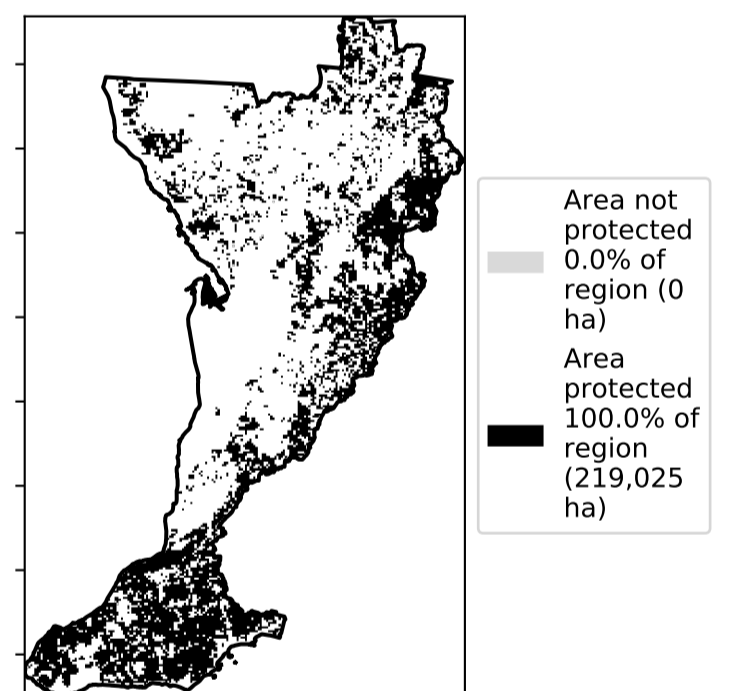 Area not
protected
0.0% of
region (0
ha)
Area
protected
100.0% of
region
(219,025
ha)